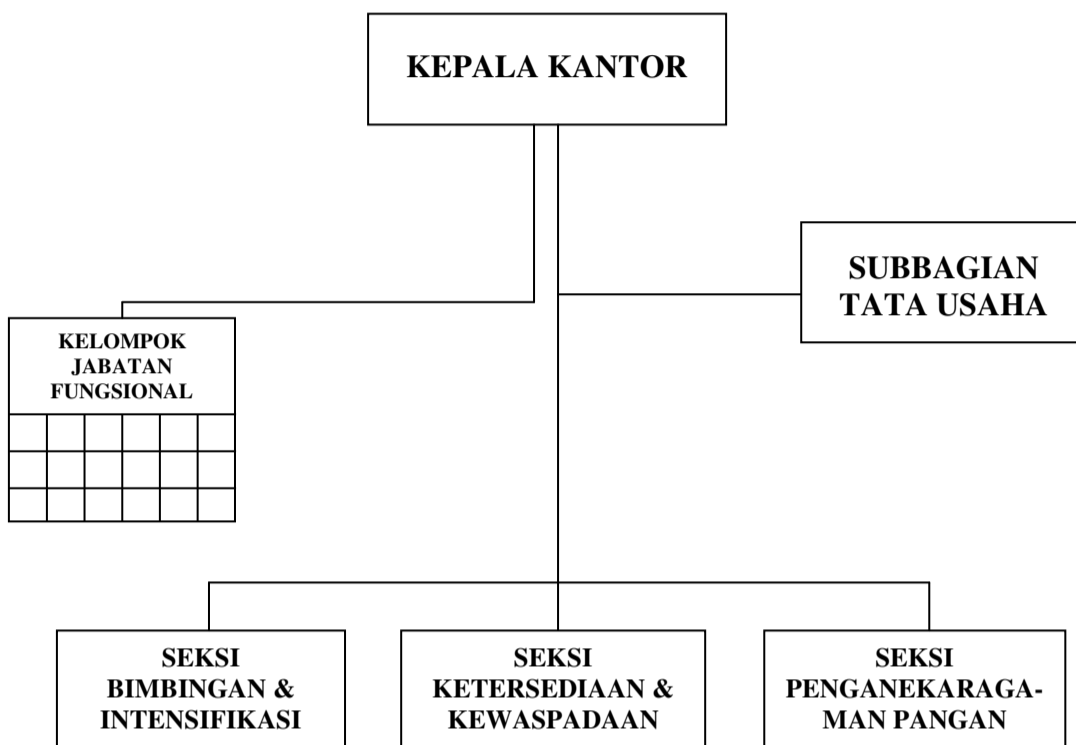 KEPALA KANTOR
SUBBAGIAN
TATA USAHA
KELOMPOK
JABATAN
FUNGSIONAL
SEKSI
BIMBINGAN &
INTENSIFIKASI
SEKSI
KETERSEDIAAN &
KEWASPADAAN
SEKSI
PENGANEKARAGA-
MAN PANGAN